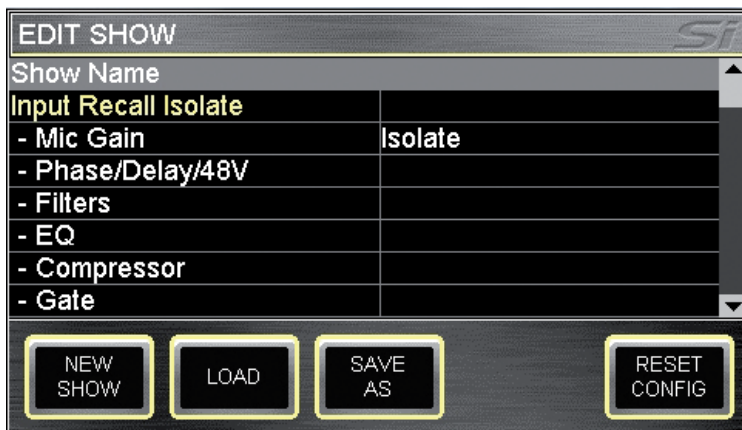 EDIT SHOW
Si
Show Name
Input Recall Isolate
- Mic Gain Isolate
- Phase/Delay/48V
- Filters
- EQ
- Compressor
- Gate
NEW
SHOW
LOAD
SAVE
AS
RESET
CONFIG